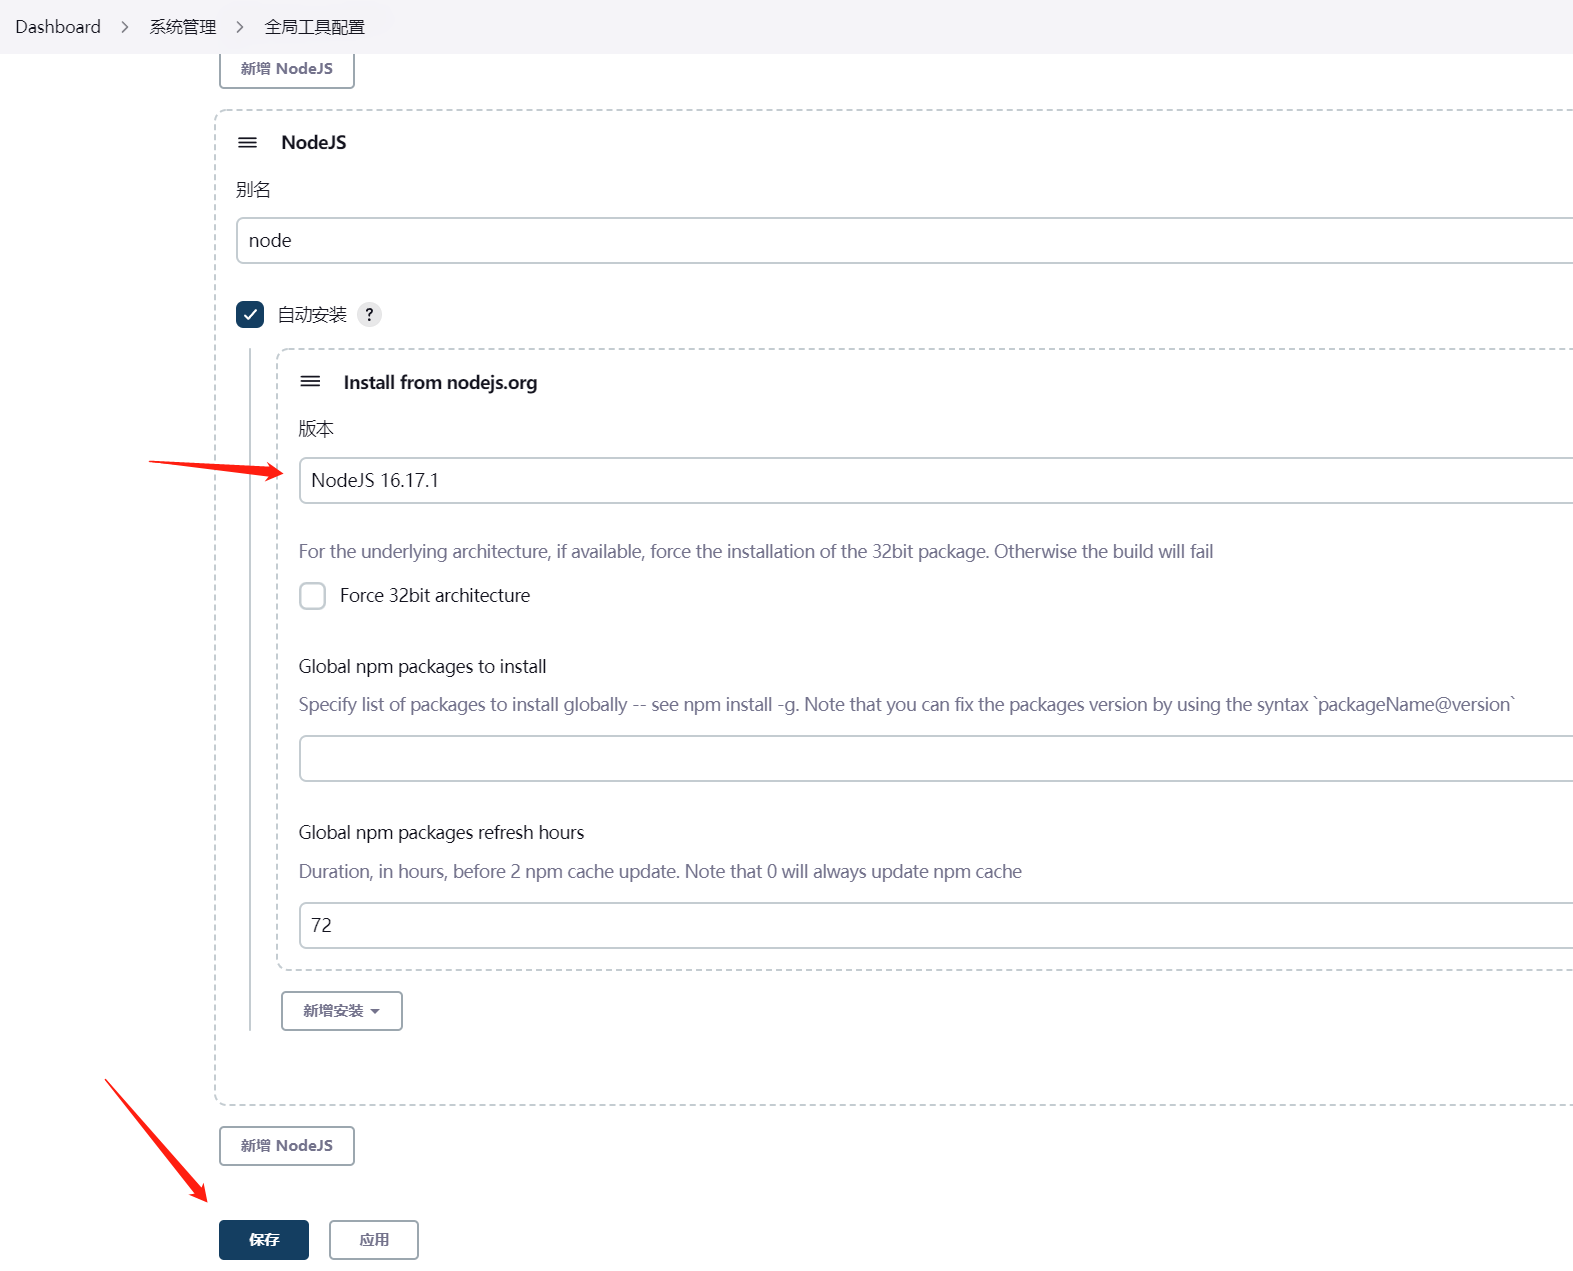 Dashboard > 系统管理 > 全局工具配置
新增 NodeJS
NodeJS
别名
node
自动安装 ?
Install from nodejs.org
版本
NodeJS 16.17.1
For the underlying architecture, if available, force the installation of the 32bit package. Otherwise the build will fail
Force 32bit architecture
Global npm packages to install
Specify list of packages to install globally -- see npm install -g. Note that you can fix the packages version by using the syntax `packageName@version`
Global npm packages refresh hours
Duration, in hours, before 2 npm cache update. Note that 0 will always update npm cache
72
新增安装
新增 NodeJS
保存 应用